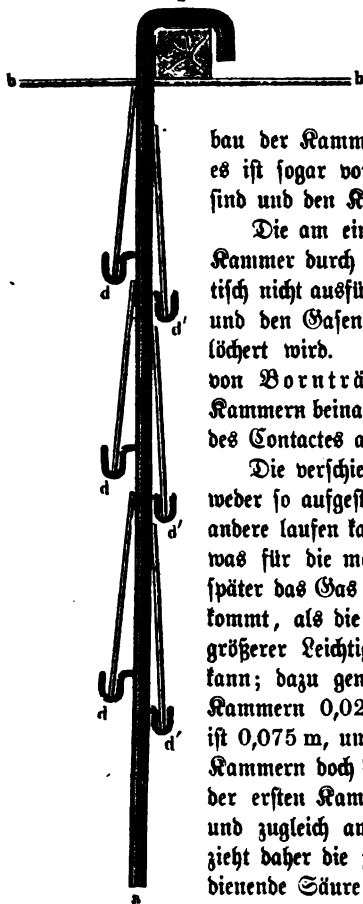 b b
bau der Kamm
es ist sogar vor
sind und den K
Die am ein
Kammer durch
tisch nicht ausfü
d d'
und den Gasen
löchert wird.
von Bornträ
Kammern beina
des Contactes a
d
Die verschie
weder so aufgest
d'
andere laufen ka
was für die me
später das Gas
kommt, als die
größerer Leichtig
kann; dazu gen
d
Kammern 0,02
d'
ist 0,075 m, un
Kammern doch
der ersten Kam
und zugleich an
zieht daher die
dienende Säure
a